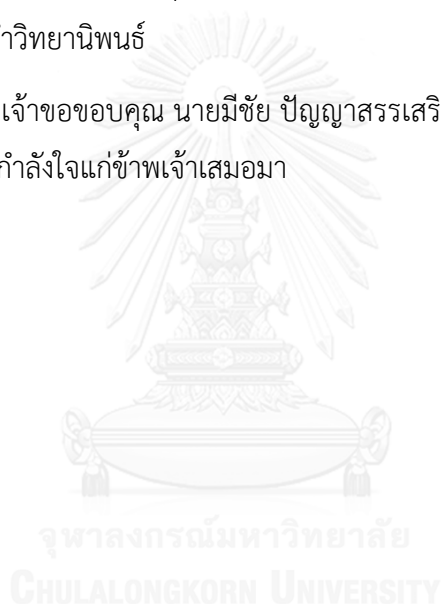 าวิทยานิพนธ์
เจ้าขอขอบคุณ นายมีชัย ปัญญาสรรเสริ
กำลังใจแก่ข้าพเจ้าเสมอมา
จุฬาลงกรณ์มหาวิทยาลัย
CHULALONGKORN UNIVERSITY